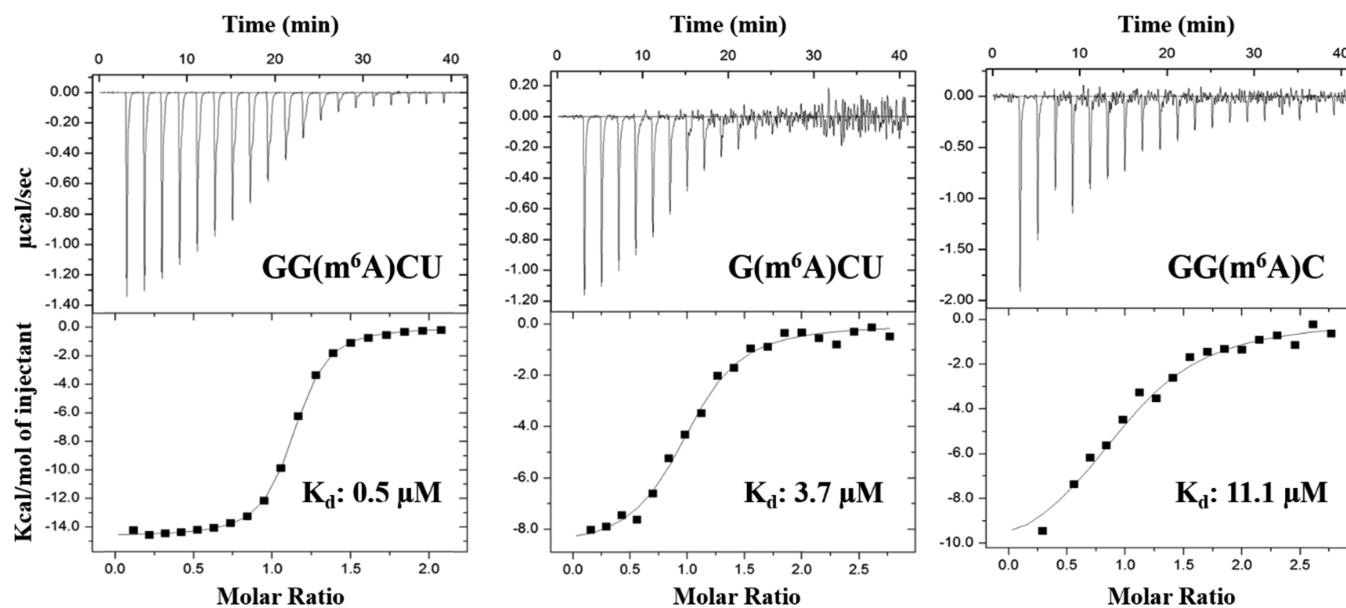 Time (min)
0 10 20 30 40
0.00
-0.20
-0.40
-0.60
-0.80
-1.00
-1.20
-1.40
µcal/sec
GG(m⁶A)CU
0.0
-2.0
-4.0
-6.0
-8.0
-10.0
-12.0
-14.0
Kcal/mol of injectant
K_d: 0.5 µM
0.0 0.5 1.0 1.5 2.0
Molar Ratio
Time (min)
0 10 20 30 40
0.20
0.00
-0.20
-0.40
-0.60
-0.80
-1.00
-1.20
G(m⁶A)CU
0.0
-2.0
-4.0
-6.0
-8.0
K_d: 3.7 µM
0.0 0.5 1.0 1.5 2.0 2.5
Molar Ratio
Time (min)
0 10 20 30 40
0.00
-0.50
-1.00
-1.50
-2.00
GG(m⁶A)C
0.0
-2.0
-4.0
-6.0
-8.0
-10.0
K_d: 11.1 µM
0.0 0.5 1.0 1.5 2.0 2.5
Molar Ratio